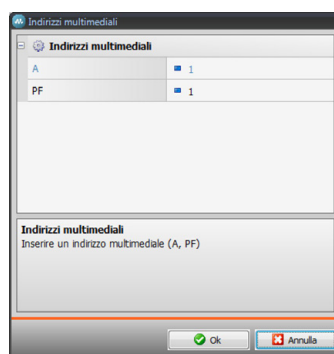 Indirizzi multimediali
Indirizzi multimediali
A 1
PF 1
Indirizzi multimediali
Inserire un indirizzo multimediale (A, PF)
Ok Annulla